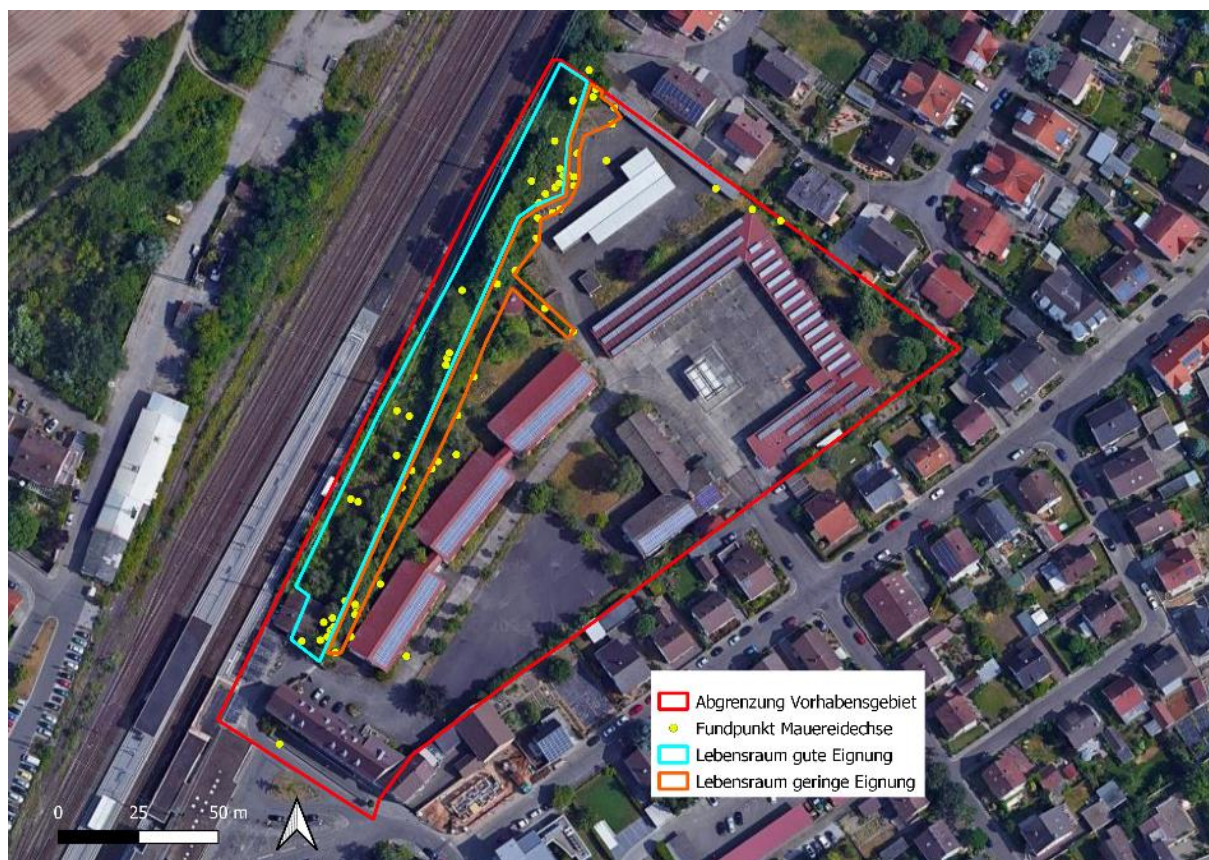 Abgrenzung Vorhabensgebiet
Fundpunkt Mauereidechse
Lebensraum gute Eignung
Lebensraum geringe Eignung
0 25 50 m